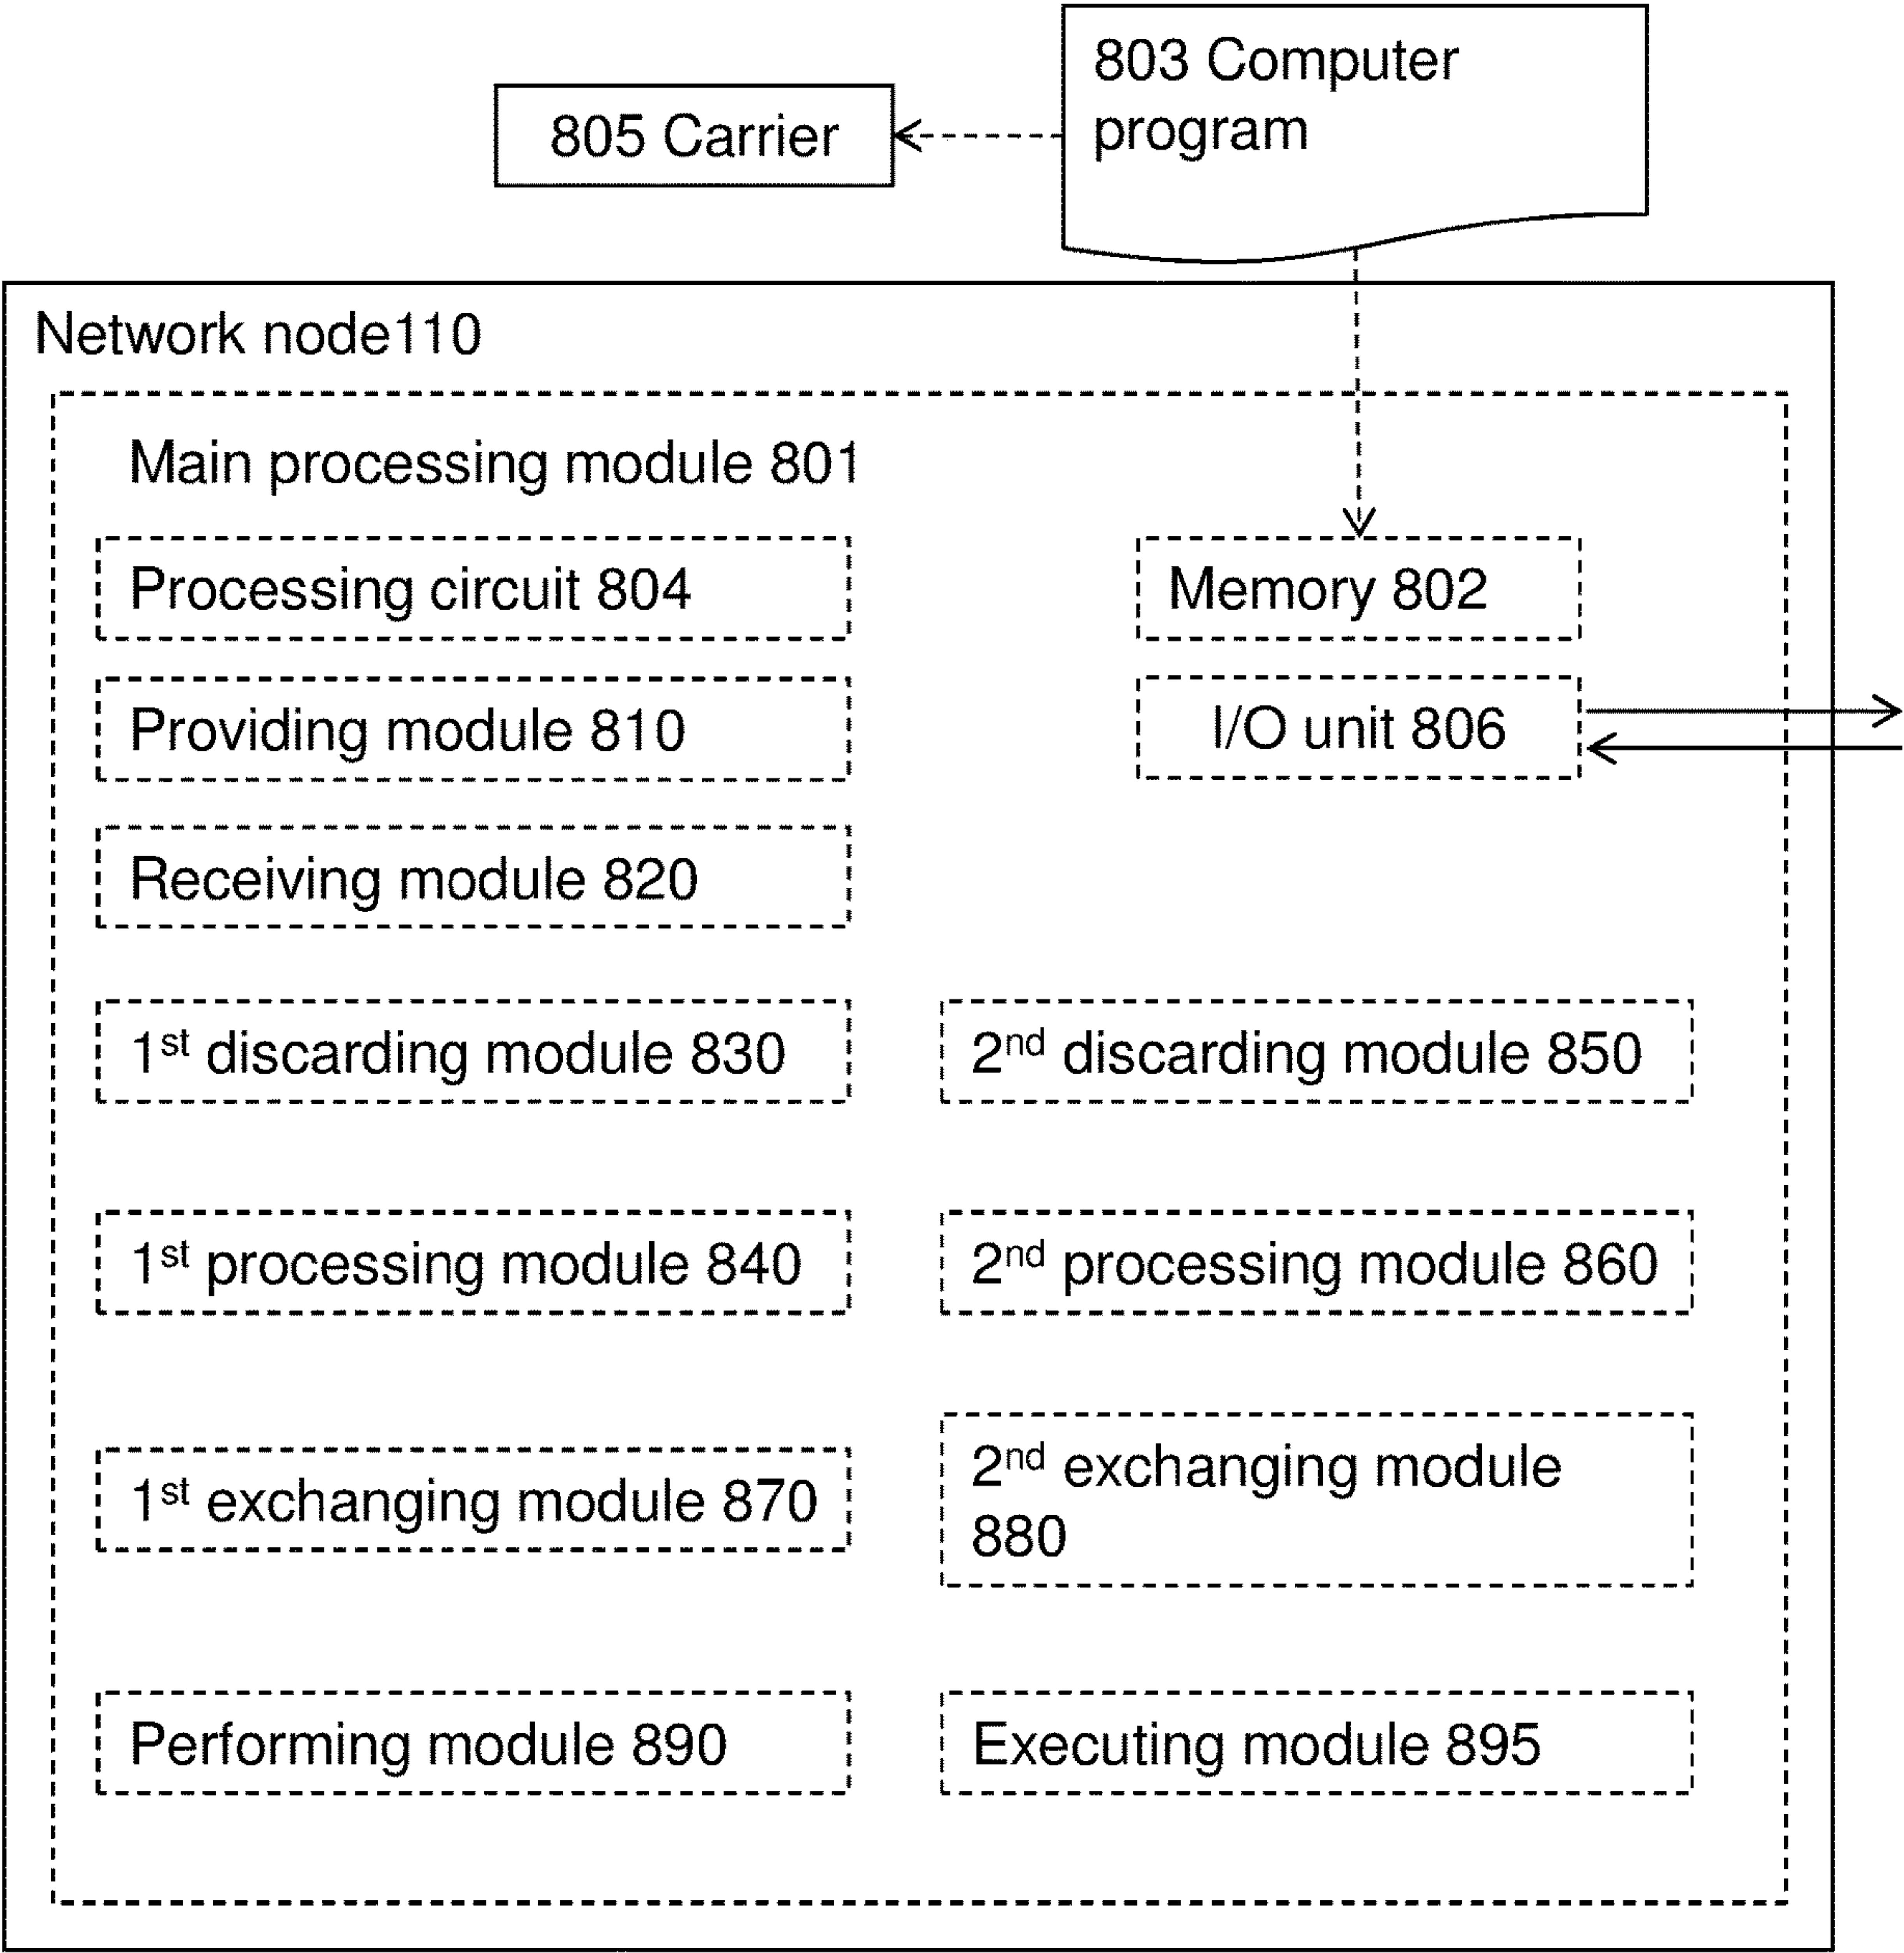 803 Computer
program
805 Carrier
Network node110
Main processing module 801
Processing circuit 804
Memory 802
Providing module 810
I/O unit 806
Receiving module 820
1st discarding module 830
2nd discarding module 850
1st processing module 840
2nd processing module 860
1st exchanging module 870
2nd exchanging module
880
Performing module 890
Executing module 895